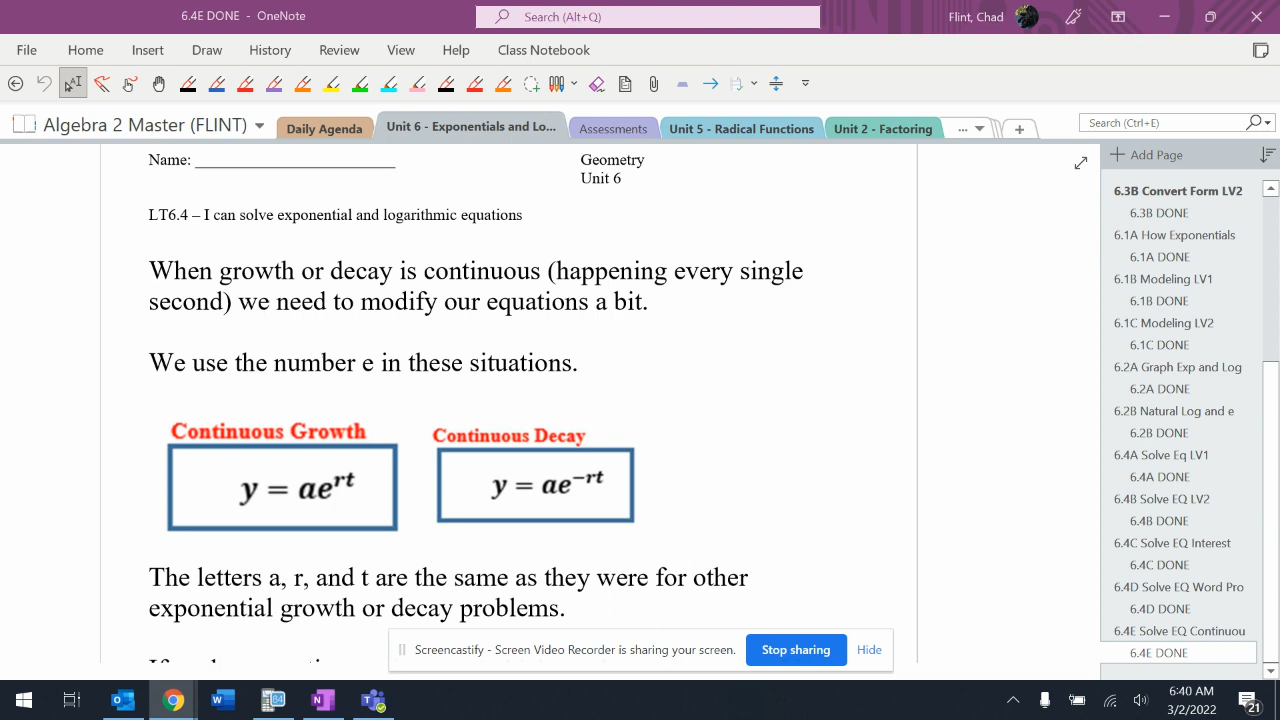 6.4E DONE - OneNote
Search (Alt+Q)
Flint, Chad
File Home Insert Draw History Review View Help Class Notebook
Algebra 2 Master (FLINT)
Daily Agenda
Unit 6 - Exponentials and Lo...
Assessments
Unit 5 - Radical Functions
Unit 2 - Factoring
...
Search (Ctrl+E)
Add Page
Name: ____________________
Geometry
Unit 6
LT6.4 – I can solve exponential and logarithmic equations
When growth or decay is continuous (happening every single
second) we need to modify our equations a bit.
We use the number e in these situations.
Continuous Growth
y = ae^{rt}
Continuous Decay
y = ae^{-rt}
The letters a, r, and t are the same as they were for other
exponential growth or decay problems.
Screencastify - Screen Video Recorder is sharing your screen.
Stop sharing
Hide
6.3B Convert Form LV2
6.3B DONE
6.1A How Exponentials
6.1A DONE
6.1B Modeling LV1
6.1B DONE
6.1C Modeling LV2
6.1C DONE
6.2A Graph Exp and Log
6.2A DONE
6.2B Natural Log and e
6.2B DONE
6.4A Solve Eq LV1
6.4A DONE
6.4B Solve EQ LV2
6.4B DONE
6.4C Solve EQ Interest
6.4C DONE
6.4D Solve EQ Word Pro
6.4D DONE
6.4E Solve EQ Continuou
6.4E DONE
6:40 AM
3/2/2022
21